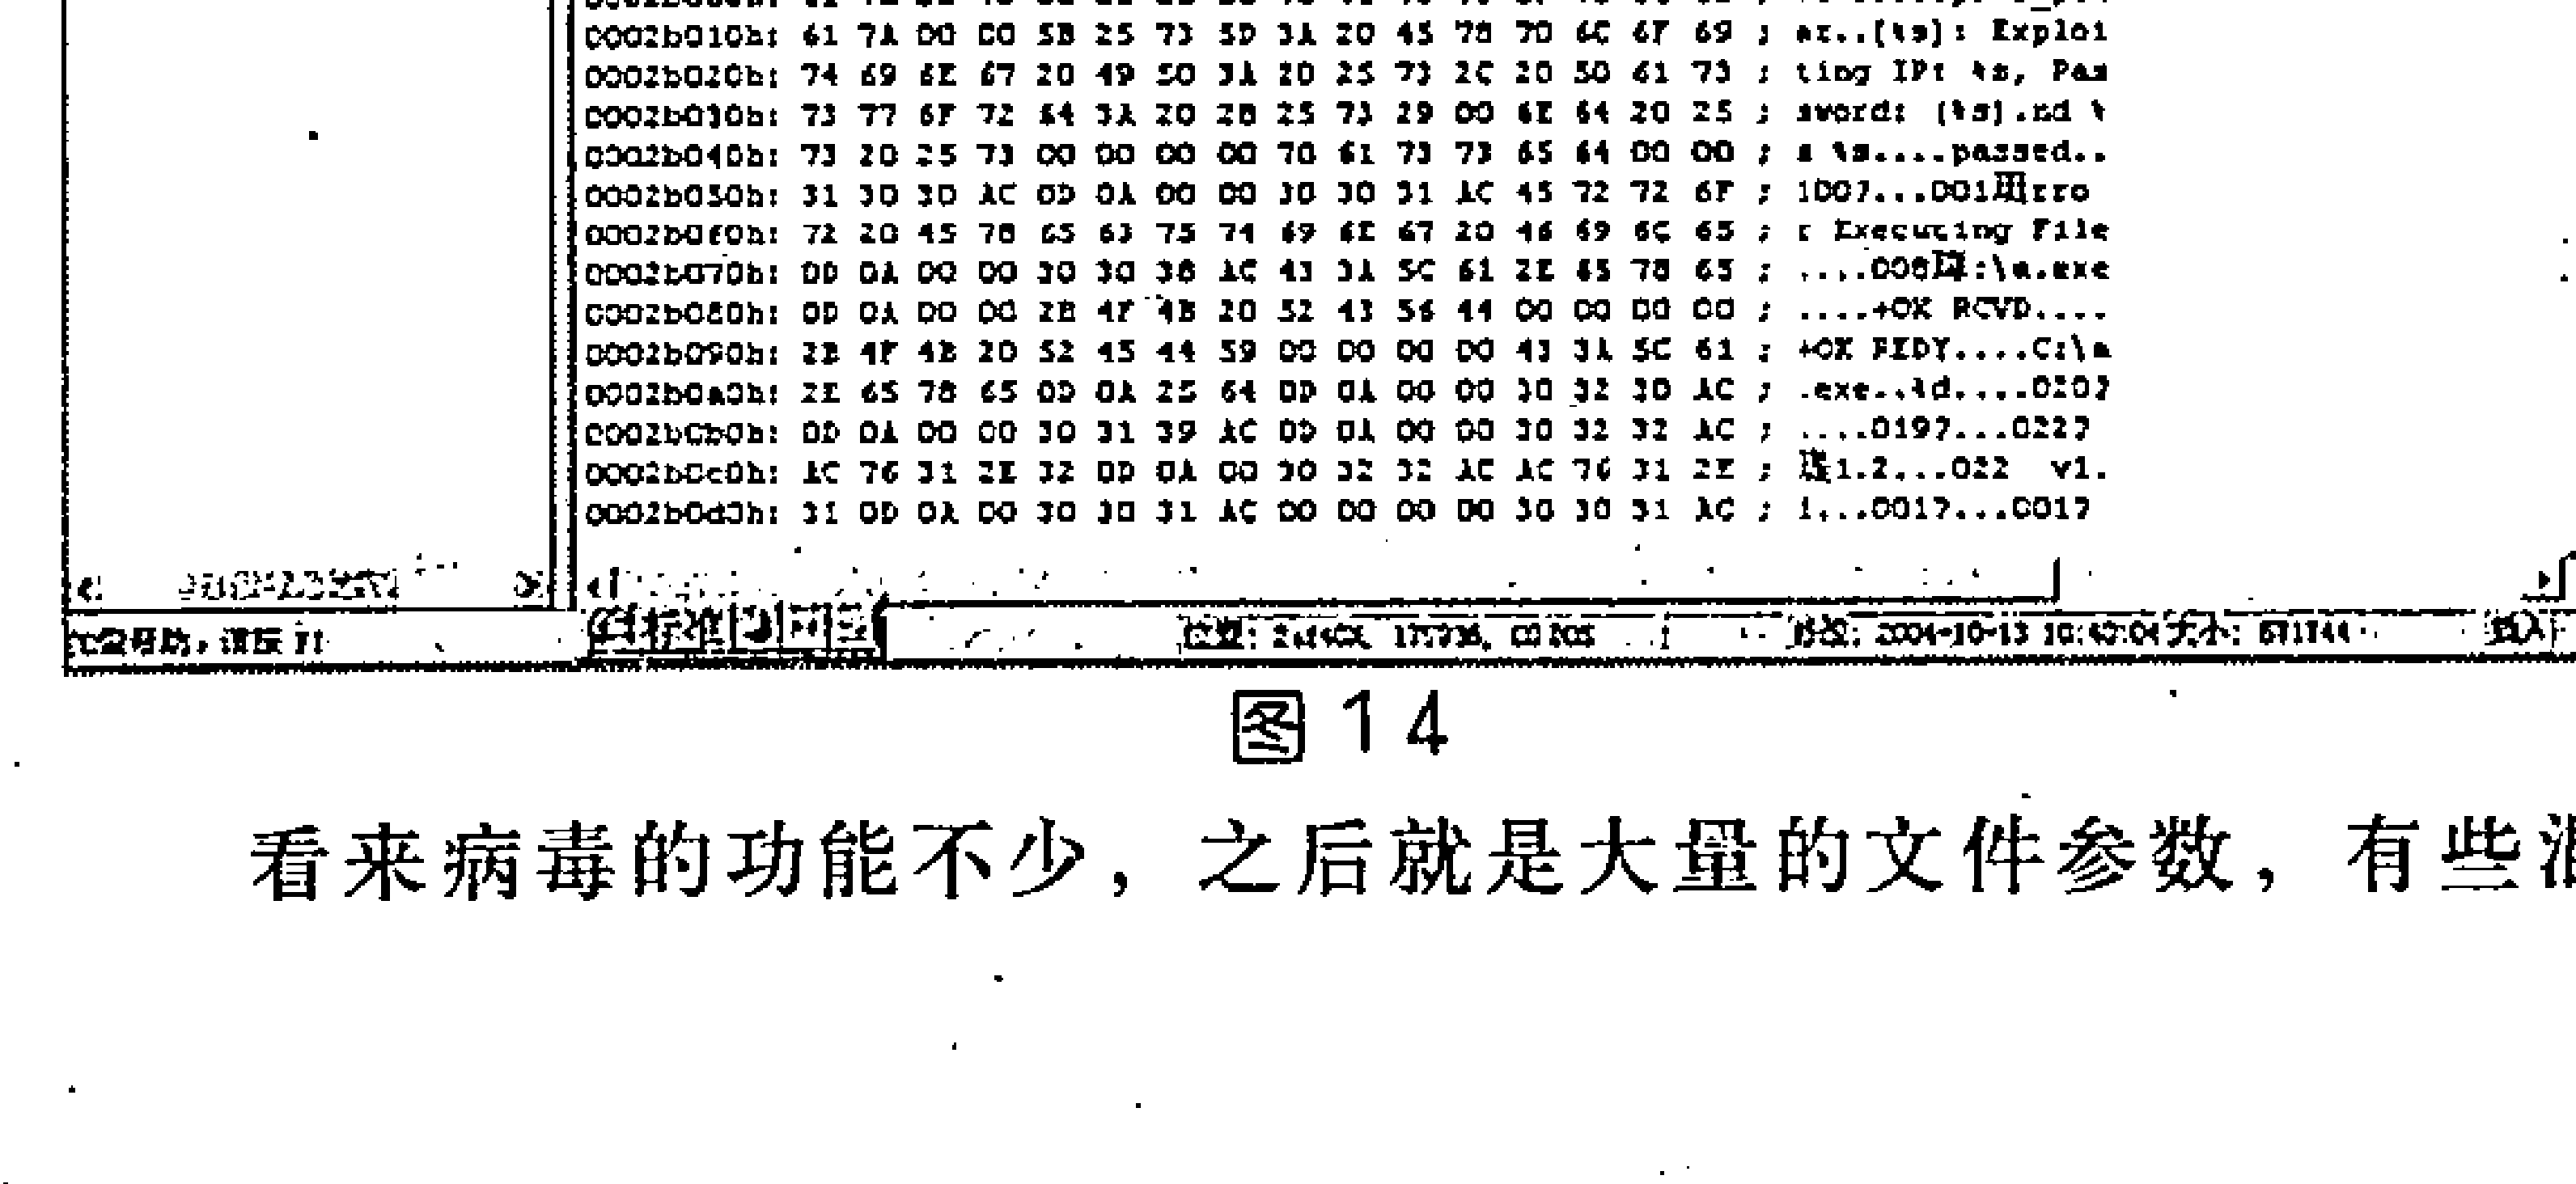 0002b010h: 61 7A 00 00 5B 25 73 5D 3A 20 45 78 70 6C 6F 69 ; az..[%s]: Exploi
0002b020h: 74 69 6E 67 20 49 50 3A 20 25 73 2C 20 50 61 73 ; ting IP: %s, Pas
0002b030h: 73 77 6F 72 64 3A 20 28 25 73 29 00 6E 64 20 25 ; sword: (%s).nd %
0002b040h: 73 20 25 73 00 00 00 00 70 61 73 73 65 64 00 00 ; s %s....passed..
0002b050h: 31 30 30 AC 0D 0A 00 00 30 30 31 AC 45 72 72 6F ; 100?...001 rro
0002b060h: 72 20 45 78 65 63 75 74 69 6E 67 20 46 69 6C 65 ; r Executing File
0002b070h: 0D 0A 00 00 30 30 38 AC 43 3A 5C 61 2E 65 78 65 ; ....008 :\a.exe
0002b080h: 0D 0A 00 00 2B 4F 4B 20 52 43 56 44 00 00 00 00 ; ....+OK RCVD....
0002b090h: 2B 4F 4B 20 52 45 44 59 00 00 00 00 43 3A 5C 61 ; +OK REDY....C:\a
0002b0a0h: 2E 65 78 65 0D 0A 25 64 0D 0A 00 00 30 32 30 AC ; .exe..%d....020?
0002b0b0h: 0D 0A 00 00 30 31 39 AC 0D 0A 00 00 30 32 32 AC ; ....019?...022?
0002b0c0h: AC 76 31 2E 32 0D 0A 00 30 32 32 AC AC 76 31 2E ; 1.2...022 v1.
0002b0d0h: 31 0D 0A 00 30 30 31 AC 00 00 00 00 30 30 31 AC ; 1...001?...001?
2004-10-13 大小: 671744
图14
看来病毒的功能不少，之后就是大量的文件参数，有些